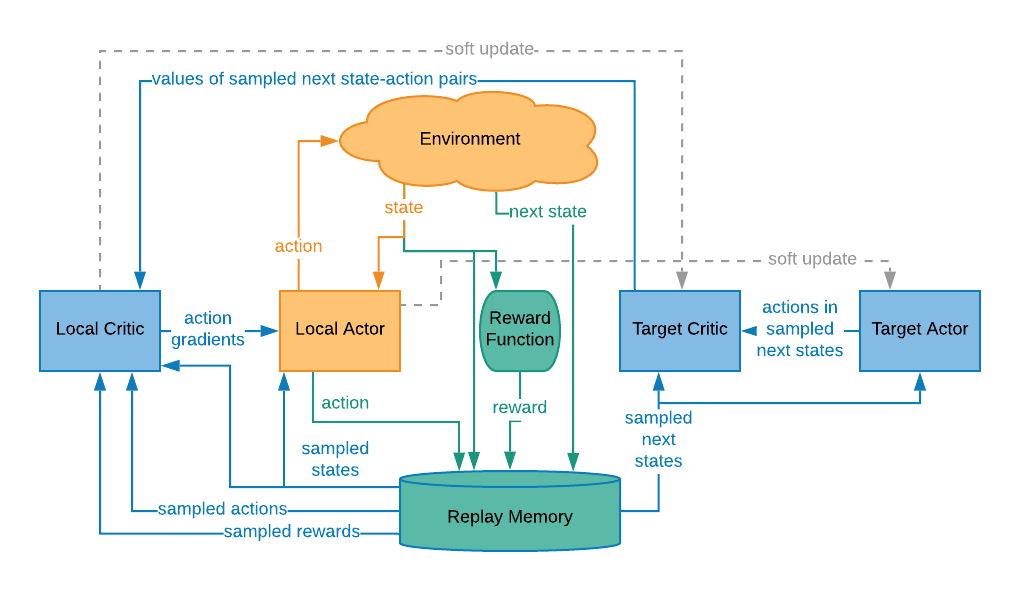 soft update
values of sampled next state-action pairs
Environment
state
next state
action
soft update
Local Critic
action
gradients
Local Actor
Reward
Function
Target Critic
actions in
sampled
next states
Target Actor
action
reward
sampled
next
states
sampled
states
sampled actions
sampled rewards
Replay Memory